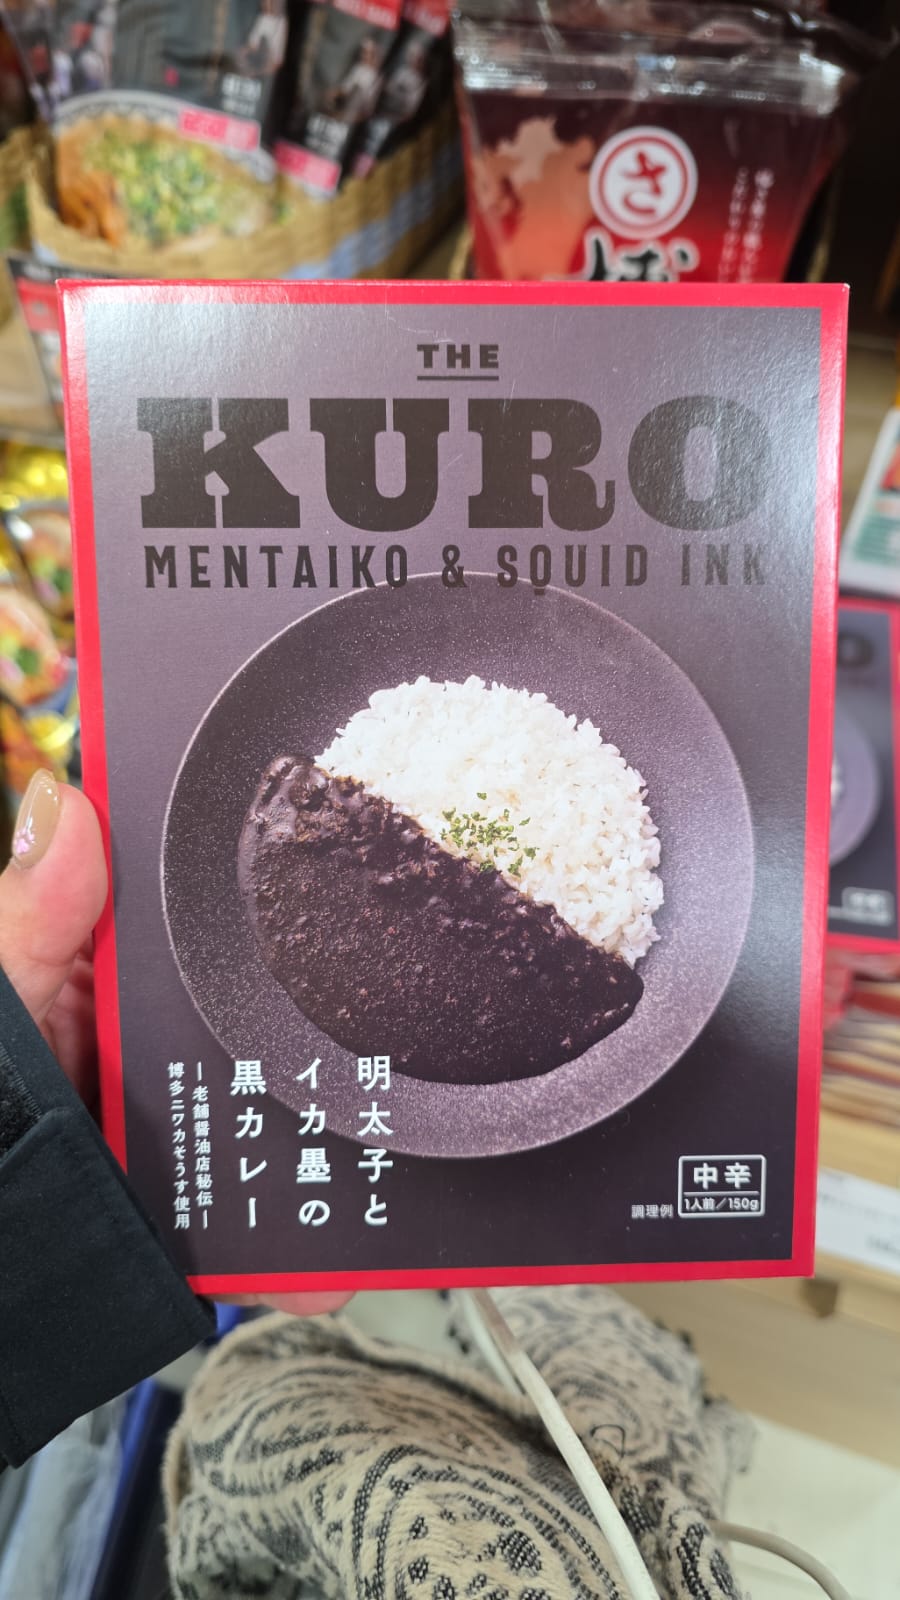 さ
THE
KURO
MENTAIKO & SQUID INK
明太子と
イカ墨の
黒カレー
―老舗醤油店秘伝―
博多ニワカそうす使用
調理例
中辛
1人前/150g